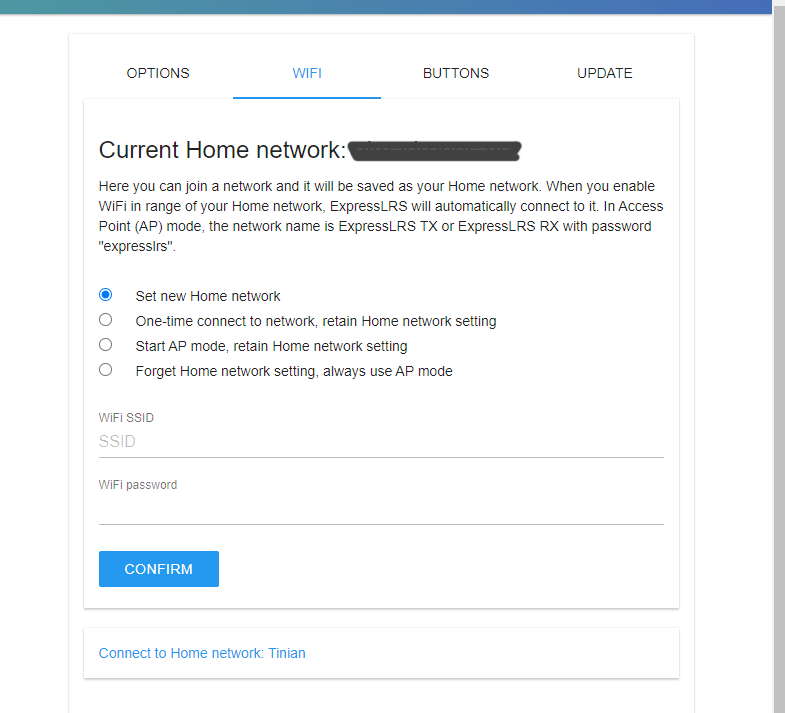 OPTIONS WIFI BUTTONS UPDATE
Current Home network:
Here you can join a network and it will be saved as your Home network. When you enable
WiFi in range of your Home network, ExpressLRS will automatically connect to it. In Access
Point (AP) mode, the network name is ExpressLRS TX or ExpressLRS RX with password
"expresslrs".
Set new Home network
One-time connect to network, retain Home network setting
Start AP mode, retain Home network setting
Forget Home network setting, always use AP mode
WiFi SSID
SSID
WiFi password
CONFIRM
Connect to Home network: Tinian